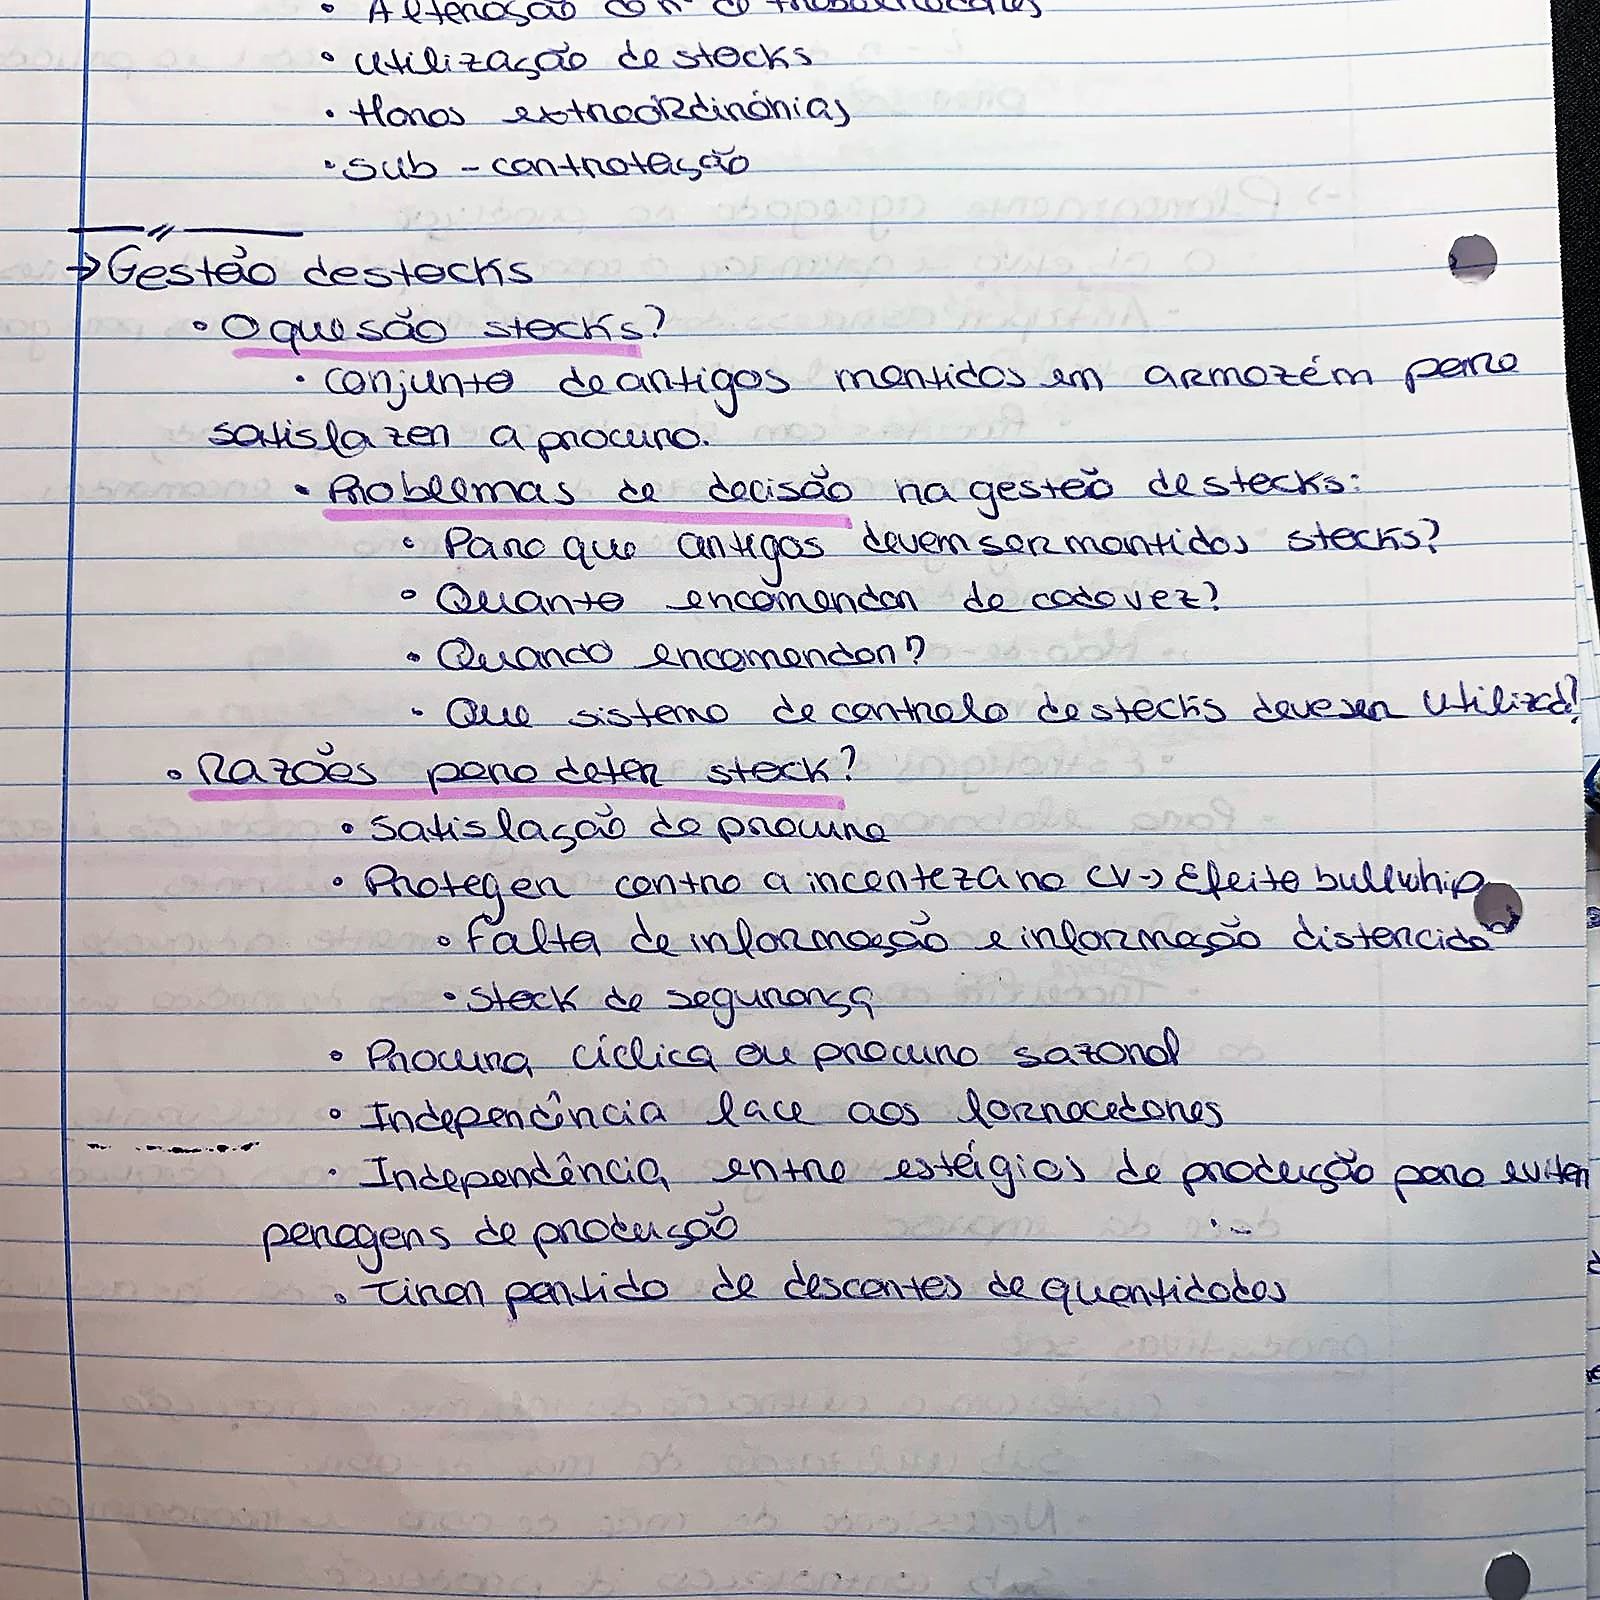 • Alteração do nº de trabalhadores
• Utilização de stocks
• Horas extraordinárias
• Sub-contratação
→ Gestão de stocks
• O que são stocks?
• Conjunto de artigos mantidos em armazém para
satisfazer a procura.
• Problemas de decisão na gestão de stocks:
• Para que artigos devem ser mantidos stocks?
• Quanto encomendar de cada vez?
• Quando encomendar?
• Que sistema de controlo de stocks deve ser utilizad?
• Razões para deter stock?
• Satisfação da procura
• Proteger contra a incerteza na CV → Efeito bullwhip
• Falta de informação e informação distorcida
• Stock de segurança
• Procura cíclica ou procura sazonal
• Independência face aos fornecedores
• Independência entre estágios de produção para evitar
paragens de produção
• Tirar partido de descontos de quantidades